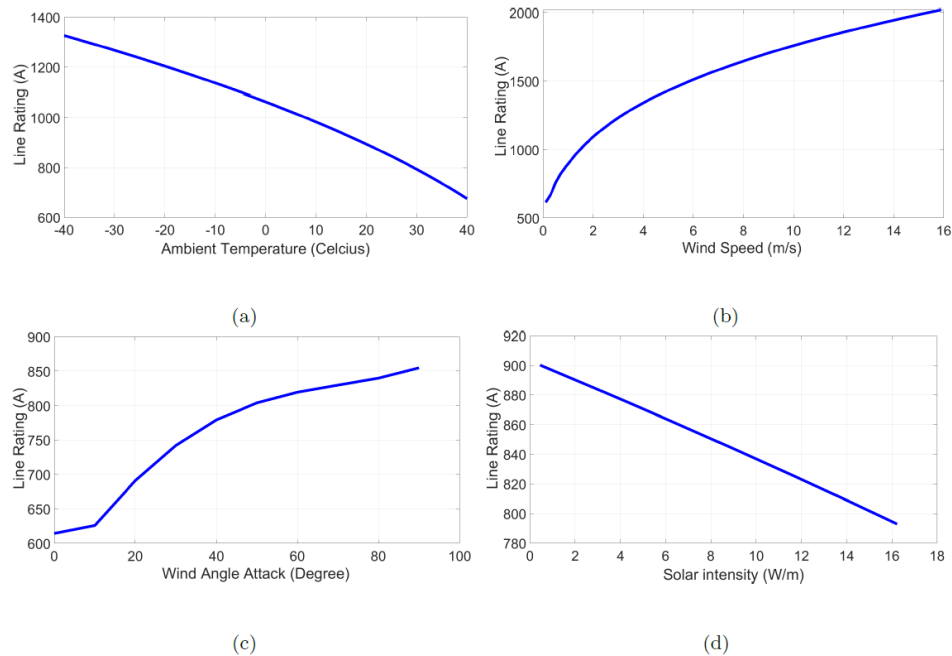 1400
1200
1000
800
600
Line Rating (A)
-40 -30 -20 -10 0 10 20 30 40
Ambient Temperature (Celcius)
(a)
2000
1500
1000
500
Line Rating (A)
0 2 4 6 8 10 12 14 16
Wind Speed (m/s)
(b)
900
850
800
750
700
650
600
Line Rating (A)
0 20 40 60 80 100
Wind Angle Attack (Degree)
(c)
920
900
880
860
840
820
800
780
Line Rating (A)
0 2 4 6 8 10 12 14 16 18
Solar intensity (W/m)
(d)